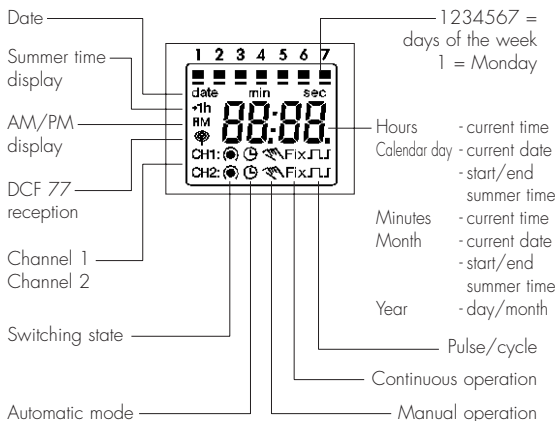 Date
Summer time
display
AM/PM
display
DCF 77
reception
Channel 1
Channel 2
Switching state
Automatic mode
1 2 3 4 5 6 7
date min sec
+1h
AM
88:88.
CH1: Fix
CH2: Fix
1234567 =
days of the week
1 = Monday
Hours - current time
Calendar day - current date
- start/end
summer time
Minutes - current time
Month - current date
- start/end
summer time
Year - day/month
Pulse/cycle
Continuous operation
Manual operation